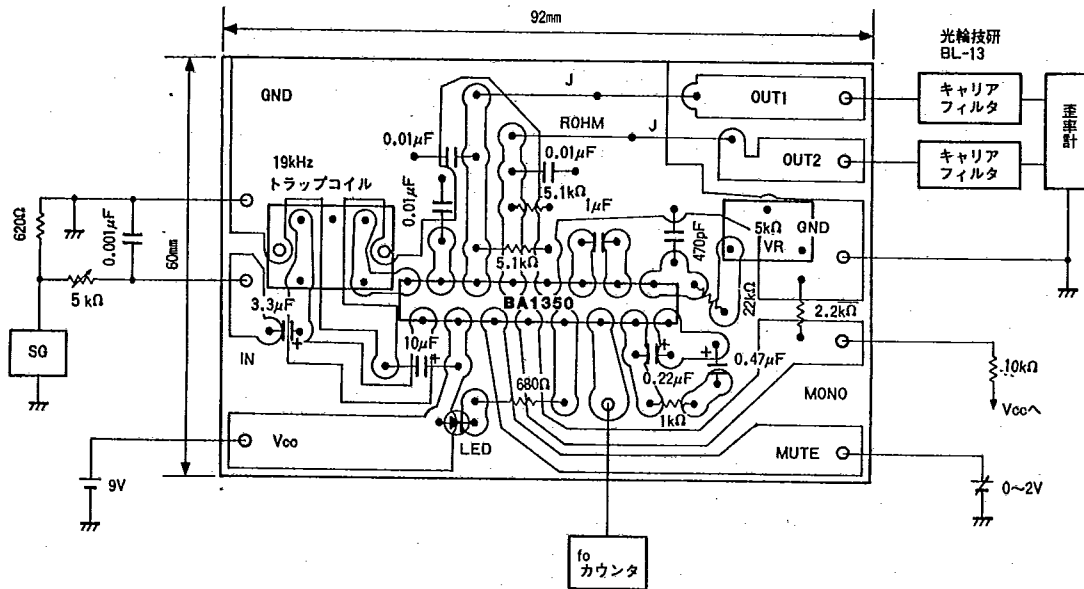 92mm
光輪技研
BL-13
GND
J
OUT1
キャリア
フィルタ
歪率計
ROHM
J
0.01μF
OUT2
キャリア
フィルタ
19kHz
トラップコイル
0.01μF
0.01μF
5.1kΩ
1μF
620Ω
0.001μF
60mm
470pF
5kΩ
VR
GND
5.1kΩ
5kΩ
BA1350
22kΩ
2.2kΩ
3.3μF
+
SG
IN
10μF
+
+
+
0.47μF
0.22μF
10kΩ
680Ω
MONO
1kΩ
Vccへ
Vcc
LED
MUTE
9V
0〜2V
fo
カウンタ